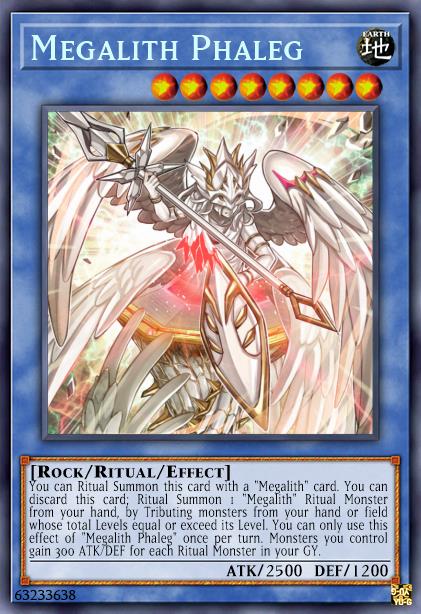 MEGALITH PHALEG
EARTH
地
[ROCK/RITUAL/EFFECT]
You can Ritual Summon this card with a "Megalith" card. You can
discard this card; Ritual Summon 1 "Megalith" Ritual Monster
from your hand, by Tributing monsters from your hand or field
whose total Levels equal or exceed its Level. You can only use this
effect of "Megalith Phaleg" once per turn. Monsters you control
gain 300 ATK/DEF for each Ritual Monster in your GY.
ATK/2500 DEF/1200
63233638